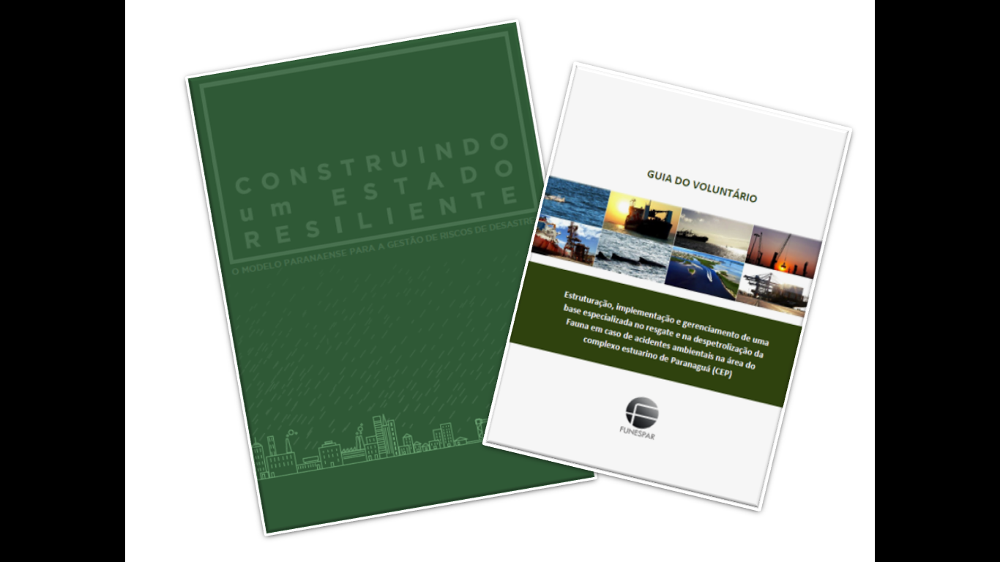 CONSTRUINDO
um ESTADO
RESILIENTE
O MODELO PARANAENSE PARA A GESTÃO DE RISCOS DE DESASTRE
GUIA DO VOLUNTÁRIO
Estruturação, implementação e gerenciamento de uma
base especializada no resgate e na despetrolização da
Fauna em caso de acidentes ambientais na área do
complexo estuarino de Paranaguá (CEP)
FUNESPAR